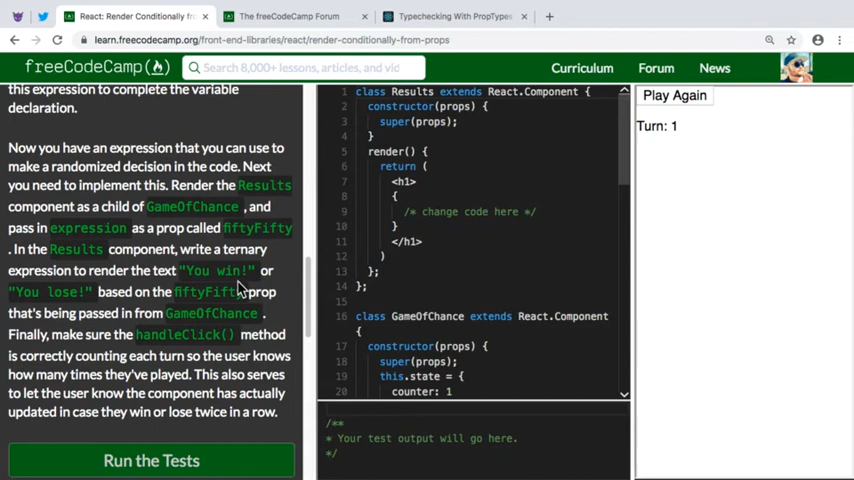 React: Render Conditionally fr
The freeCodeCamp Forum
Typechecking With PropTypes
learn.freecodecamp.org/front-end-libraries/react/render-conditionally-from-props
freeCodeCamp
Search 8,000+ lessons, articles, and vid
Curriculum
Forum
News
this expression to complete the variable
declaration.
Now you have an expression that you can use to
make a randomized decision in the code. Next
you need to implement this. Render the Results
component as a child of GameOfChance , and
pass in expression as a prop called fiftyFifty
. In the Results component, write a ternary
expression to render the text "You win!" or
"You lose!" based on the fiftyFifty prop
that's being passed in from GameOfChance .
Finally, make sure the handleClick() method
is correctly counting each turn so the user knows
how many times they've played. This also serves
to let the user know the component has actually
updated in case they win or lose twice in a row.
Run the Tests
1 class Results extends React.Component {
2 constructor(props) {
3 super(props);
4 }
5 render() {
6 return (
7 <h1>
8 {
9 /* change code here */
10 }
11 </h1>
12 )
13 };
14 };
15
16 class GameOfChance extends React.Component
{
17 constructor(props) {
18 super(props);
19 this.state = {
20 counter: 1
/**
* Your test output will go here.
*/
Play Again
Turn: 1